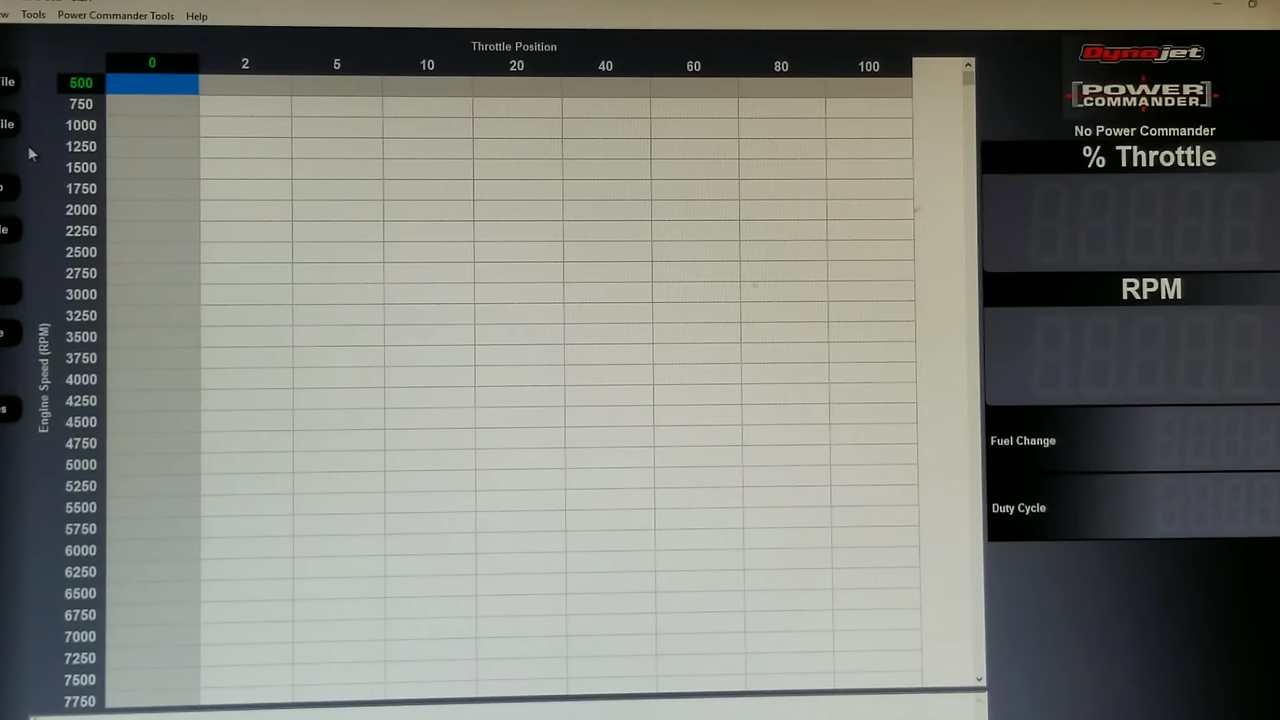 Tools Power Commander Tools Help
Throttle Position
0 2 5 10 20 40 60 80 100
500
750
1000
1250
1500
1750
2000
2250
2500
2750
3000
3250
3500
3750
4000
4250
4500
4750
5000
5250
5500
5750
6000
6250
6500
6750
7000
7250
7500
7750
Engine Speed (RPM)
Dynojet
POWER
COMMANDER
No Power Commander
% Throttle
RPM
Fuel Change
Duty Cycle